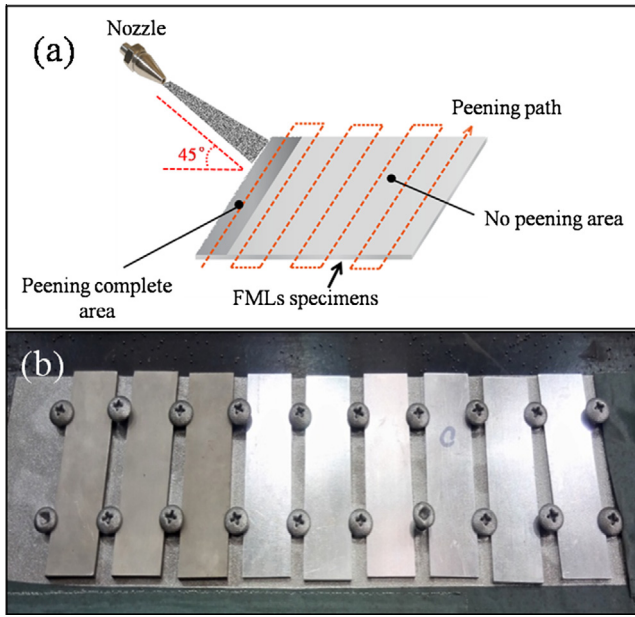 (a)
Nozzle
Peening path
45°
No peening area
Peening complete
area
FMLs specimens
(b)